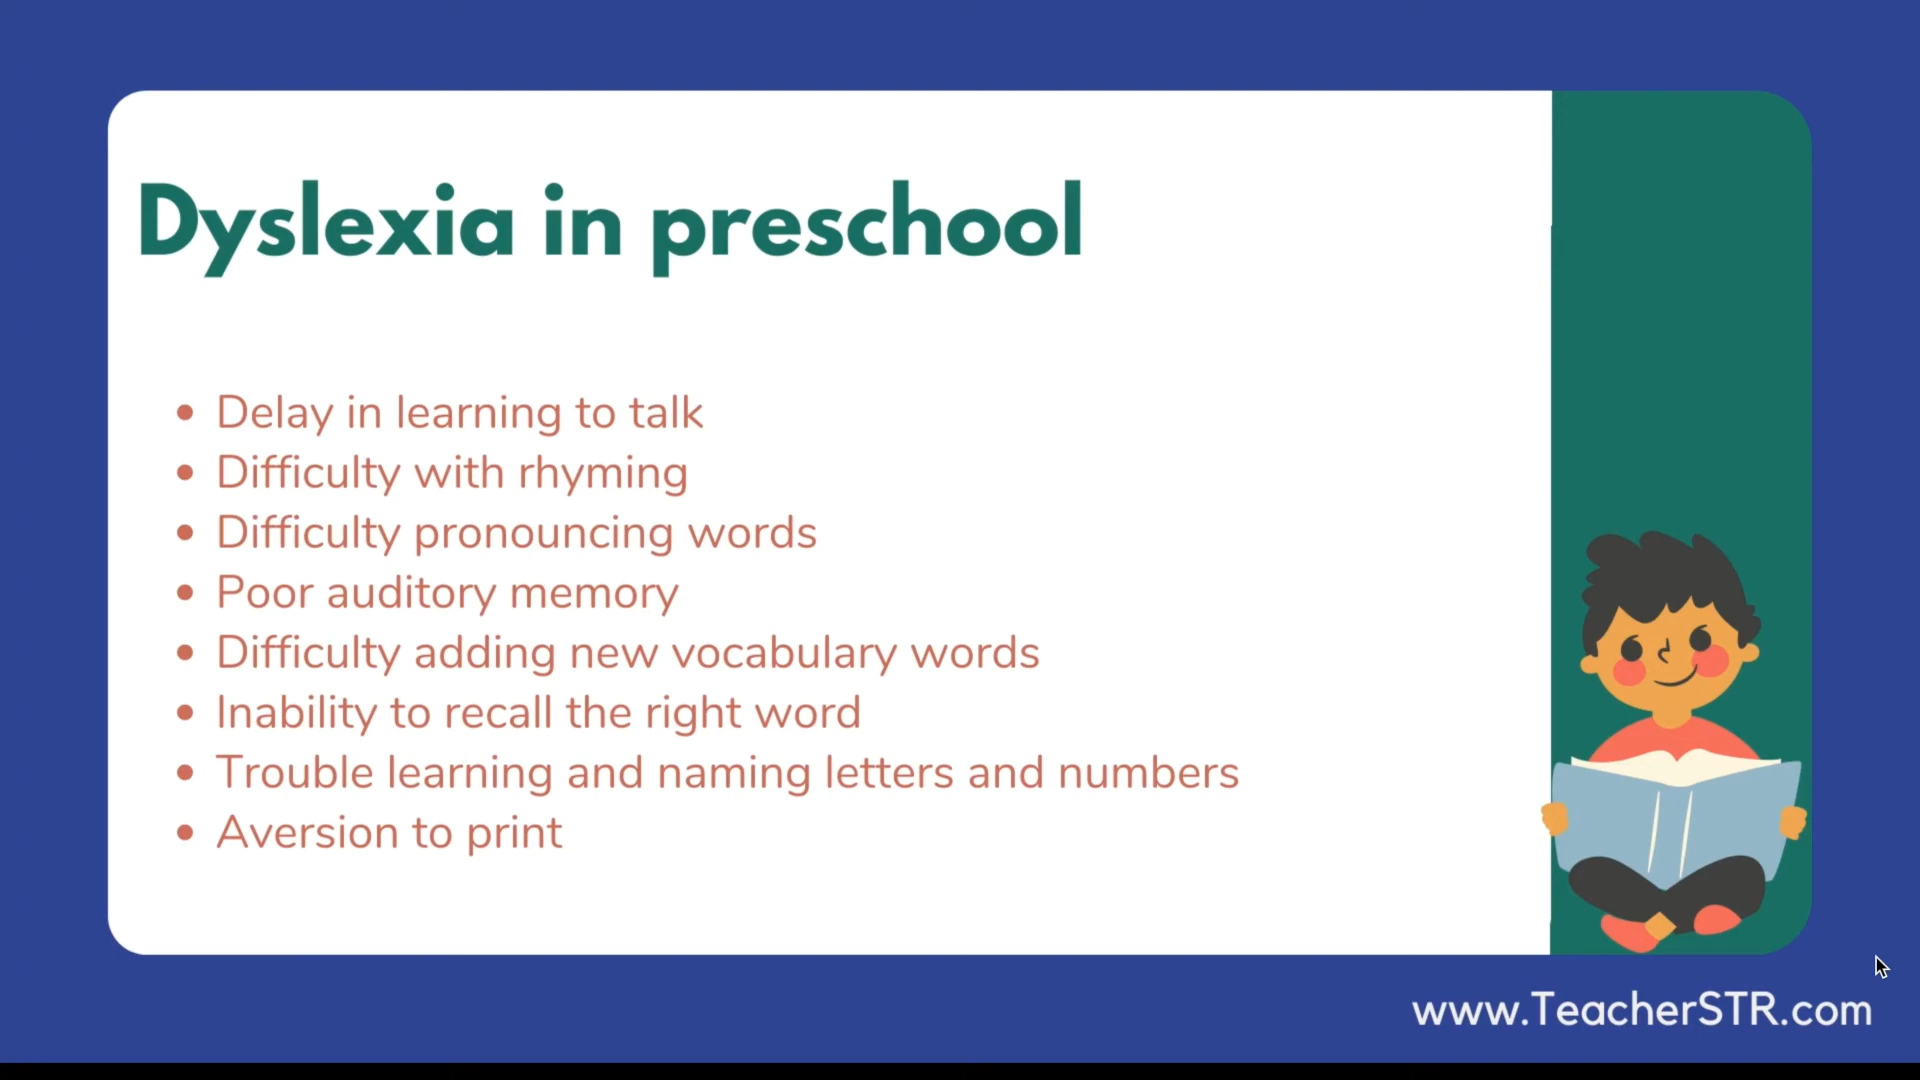 Dyslexia in preschool
• Delay in learning to talk
• Difficulty with rhyming
• Difficulty pronouncing words
• Poor auditory memory
• Difficulty adding new vocabulary words
• Inability to recall the right word
• Trouble learning and naming letters and numbers
• Aversion to print
www.TeacherSTR.com